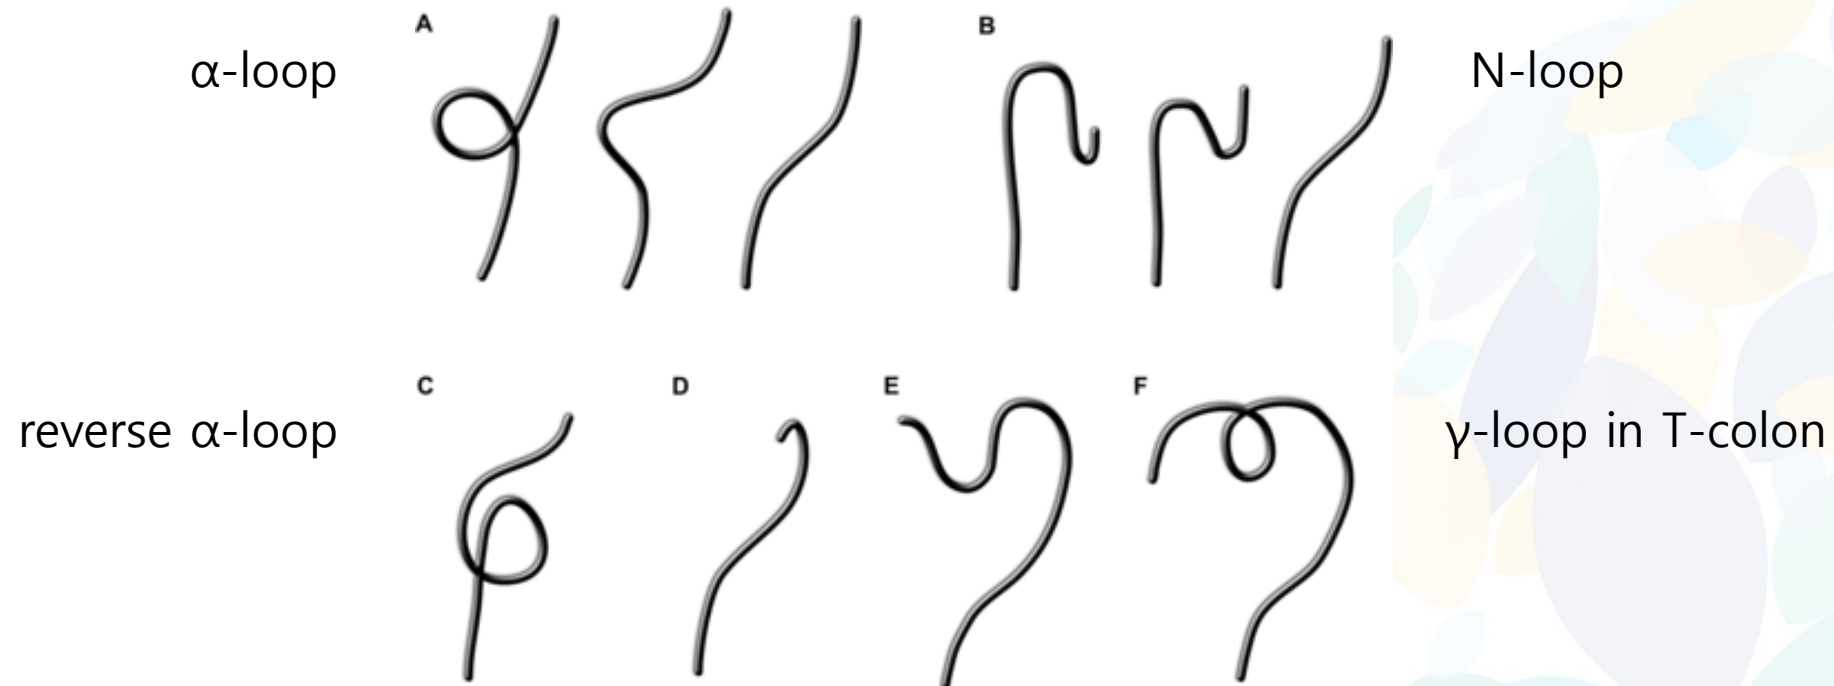 A
B
α-loop
N-loop
C
D
E
F
reverse α-loop
γ-loop in T-colon